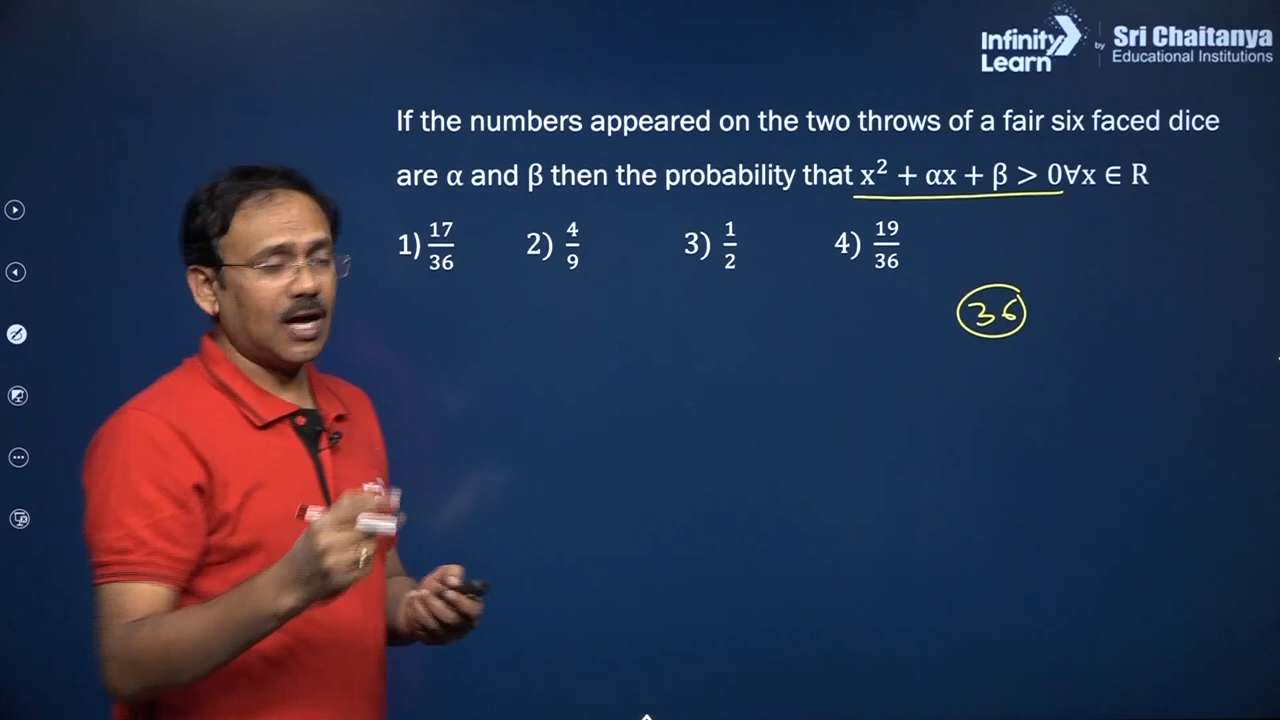 Infinity Learn by Sri Chaitanya Educational Institutions
If the numbers appeared on the two throws of a fair six faced dice
are α and β then the probability that x² + αx + β > 0∀x ∈ R
1) 17/36 2) 4/9 3) 1/2 4) 19/36
36